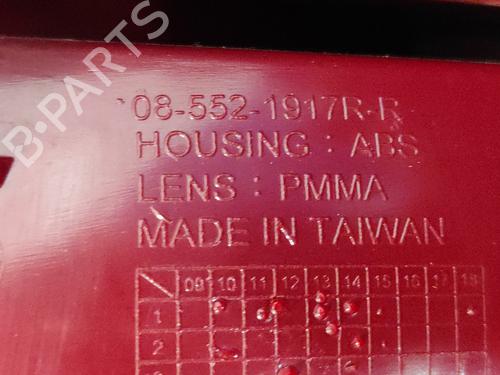 08-552-1917R-R
HOUSING : ABS
LENS : PMMA
MADE IN TAIWAN
09 10 11 12 13 14 15 16 17 18
1
2
B PARTS